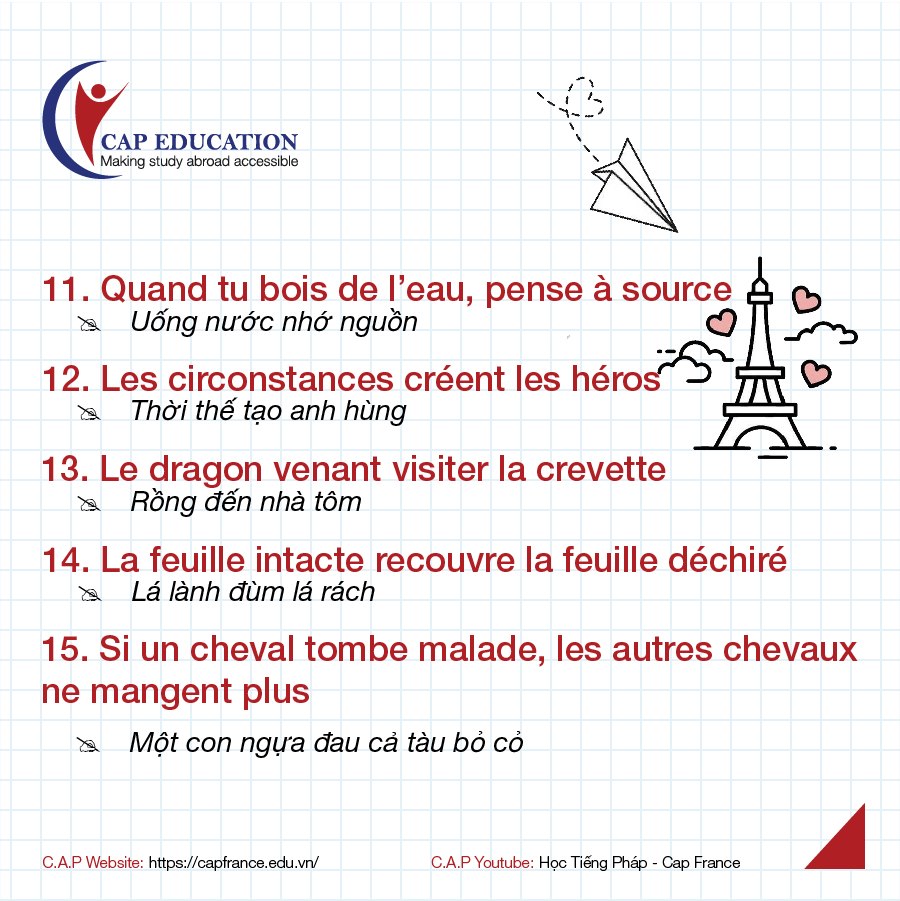 CAP EDUCATION
Making study abroad accessible
11. Quand tu bois de l’eau, pense à source
Uống nước nhớ nguồn
12. Les circonstances créent les héros
Thời thế tạo anh hùng
13. Le dragon venant visiter la crevette
Rồng đến nhà tôm
14. La feuille intacte recouvre la feuille déchiré
Lá lành đùm lá rách
15. Si un cheval tombe malade, les autres chevaux
ne mangent plus
Một con ngựa đau cả tàu bỏ cỏ
C.A.P Website: https://capfrance.edu.vn/
C.A.P Youtube: Học Tiếng Pháp - Cap France